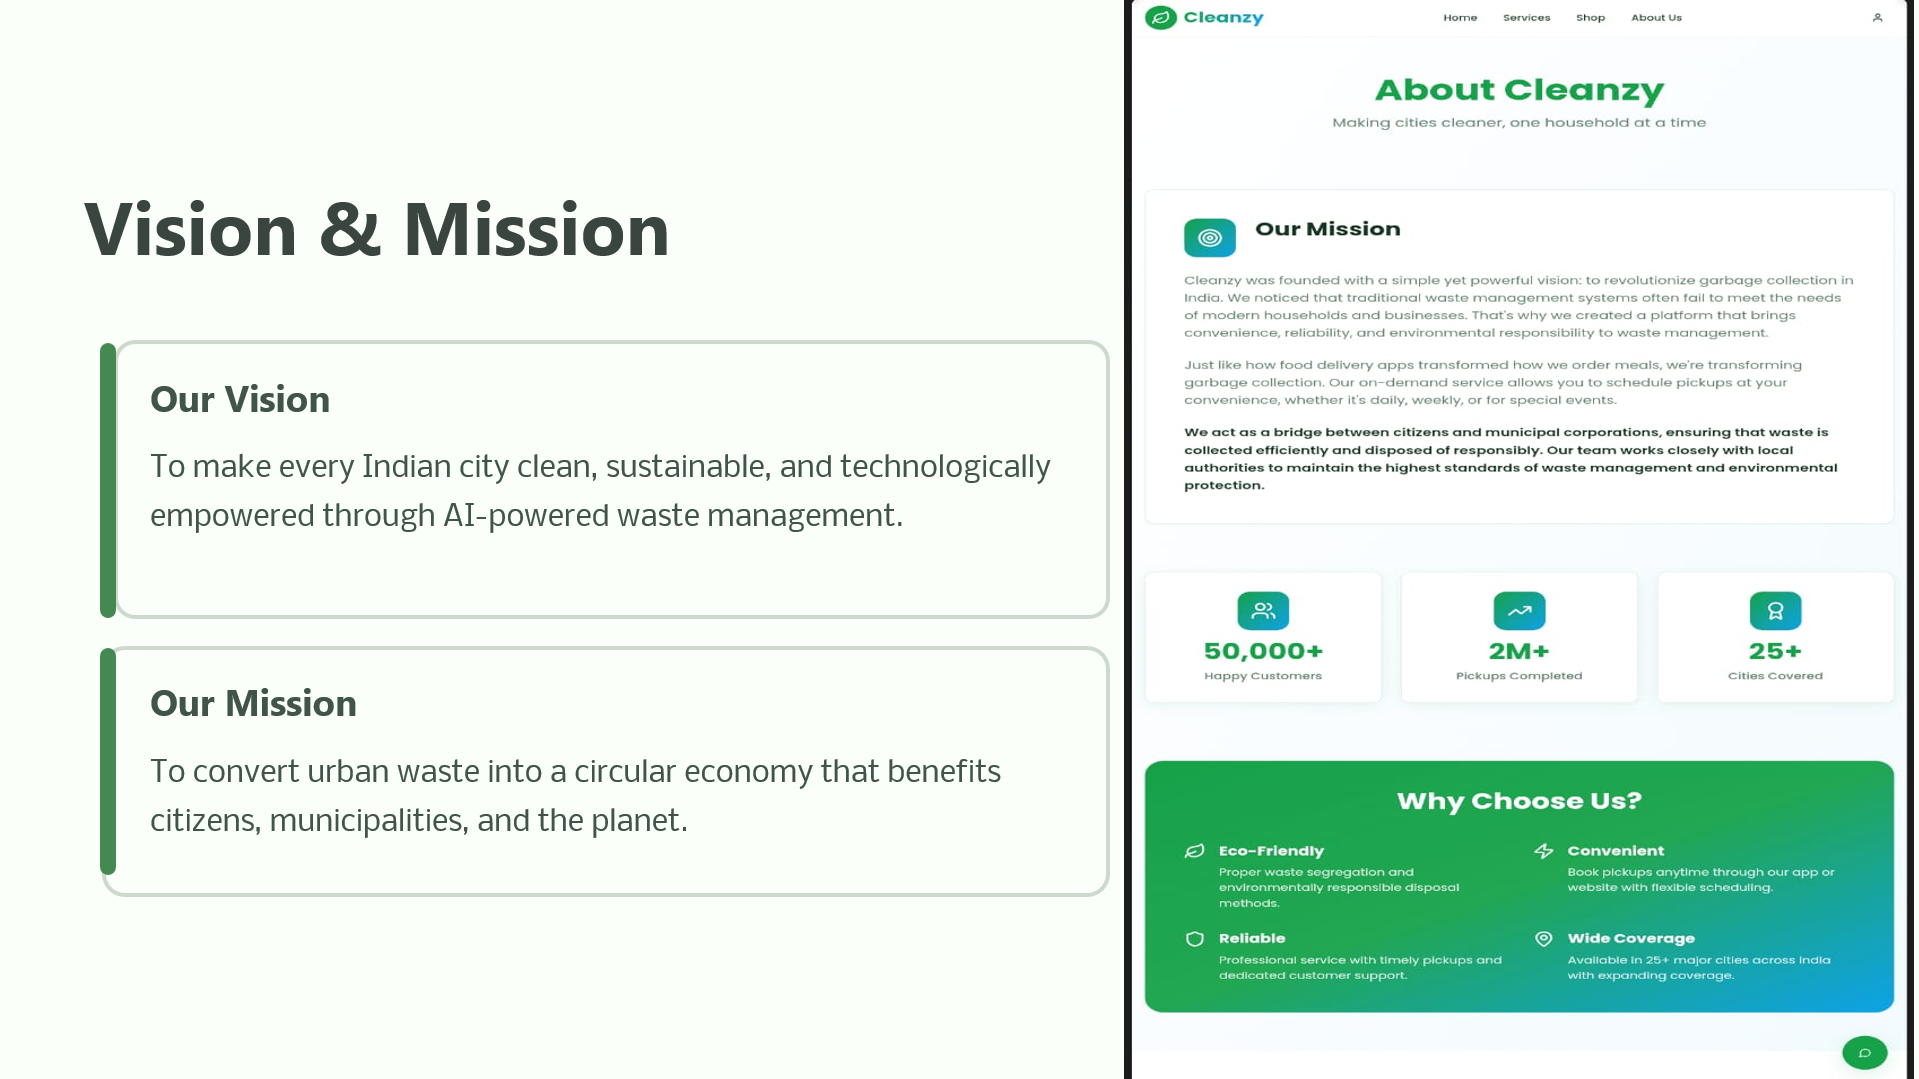 Vision & Mission
Our Vision
To make every Indian city clean, sustainable, and technologically
empowered through AI-powered waste management.
Our Mission
To convert urban waste into a circular economy that benefits
citizens, municipalities, and the planet.
Cleanzy
Home Services Shop About Us
About Cleanzy
Making cities cleaner, one household at a time
Our Mission
Cleanzy was founded with a simple yet powerful vision: to revolutionize garbage collection in
India. We noticed that traditional waste management systems often fail to meet the needs
of modern households and businesses. That's why we created a platform that brings
convenience, reliability, and environmental responsibility to waste management.
Just like how food delivery apps transformed how we order meals, we're transforming
garbage collection. Our on-demand service allows you to schedule pickups at your
convenience, whether it's daily, weekly, or for special events.
We act as a bridge between citizens and municipal corporations, ensuring that waste is
collected efficiently and disposed of responsibly. Our team works closely with local
authorities to maintain the highest standards of waste management and environmental
protection.
50,000+
Happy Customers
2M+
Pickups Completed
25+
Cities Covered
Why Choose Us?
Eco-Friendly
Proper waste segregation and
environmentally responsible disposal
methods.
Convenient
Book pickups anytime through our app or
website with flexible scheduling.
Reliable
Professional service with timely pickups and
dedicated customer support.
Wide Coverage
Available in 25+ major cities across India
with expanding coverage.